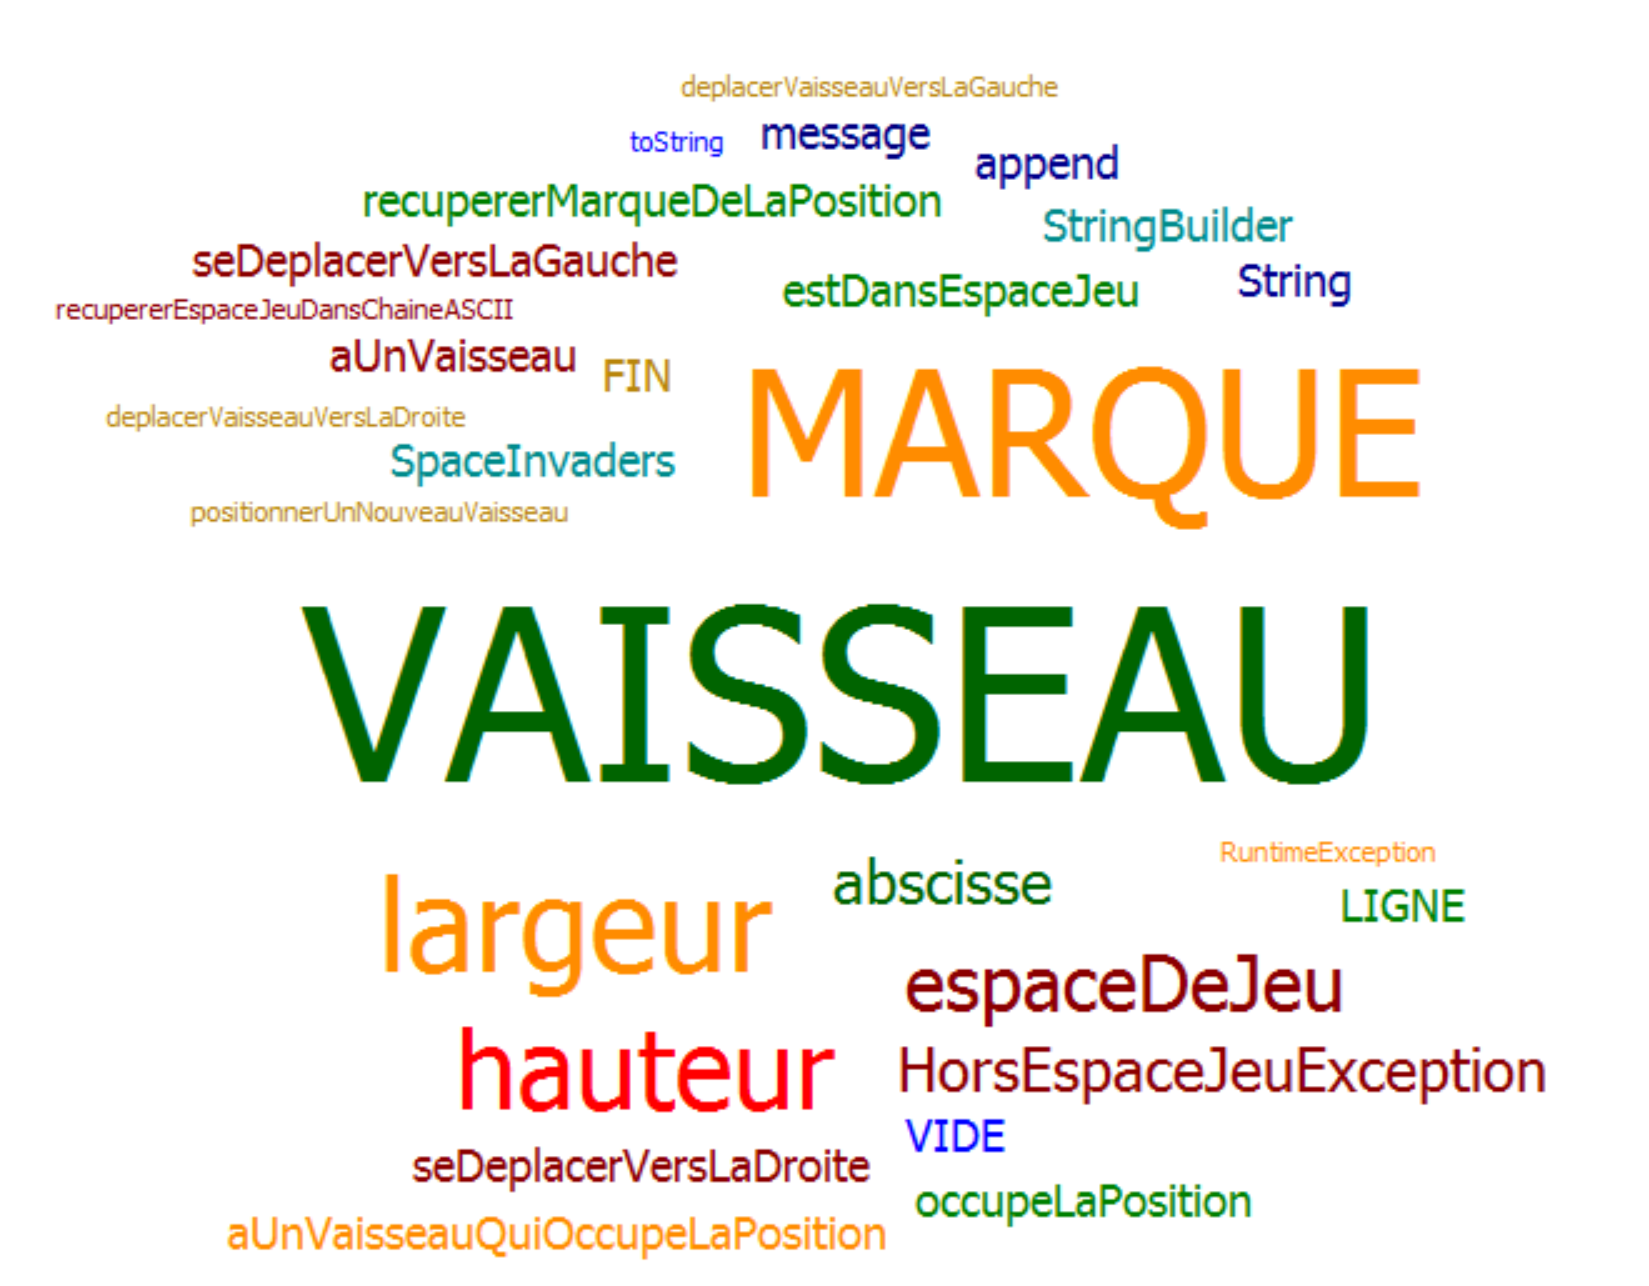 deplacerVaisseauVersLaGauche
toString message
append
recupererMarqueDeLaPosition
StringBuilder
seDeplacerVersLaGauche
estDansEspaceJeu String
recupererEspaceJeuDansChaineASCII
aUnVaisseau FIN
MARQUE
deplacerVaisseauVersLaDroite
SpaceInvaders
positionnerUnNouveauVaisseau
VAISSEAU
RuntimeException
abscisse
LIGNE
largeur
espaceDeJeu
hauteur
HorsEspaceJeuException
VIDE
seDeplacerVersLaDroite
occupeLaPosition
aUnVaisseauQuiOccupeLaPosition